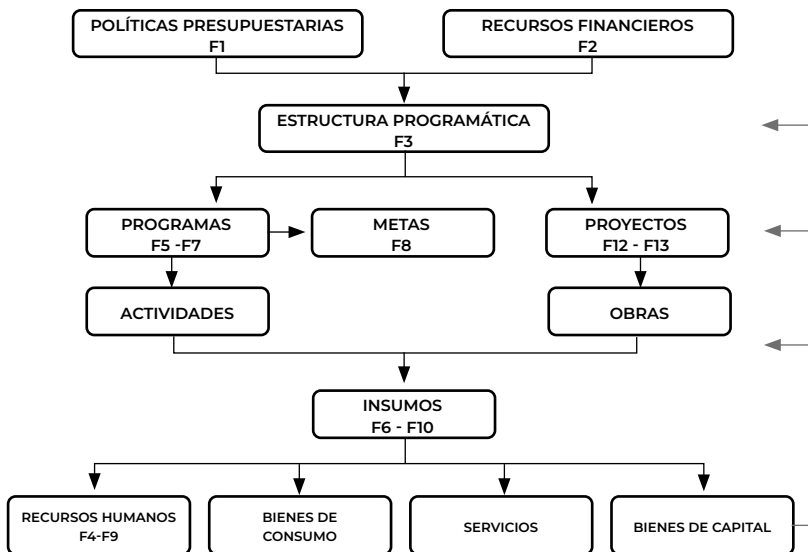 POLÍTICAS PRESUPUESTARIAS
F1
RECURSOS FINANCIEROS
F2
ESTRUCTURA PROGRAMÁTICA
F3
PROGRAMAS
F5 -F7
METAS
F8
PROYECTOS
F12 - F13
ACTIVIDADES
OBRAS
INSUMOS
F6 - F10
RECURSOS HUMANOS
F4-F9
BIENES DE
CONSUMO
SERVICIOS
BIENES DE CAPITAL